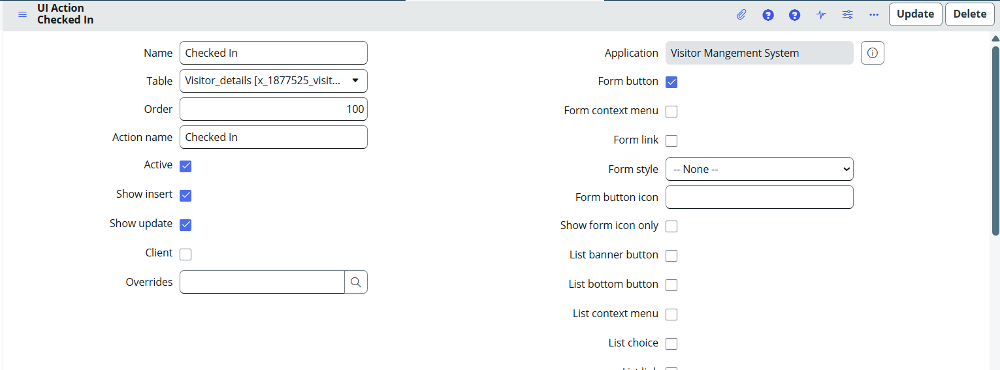 UI Action
Checked In
Update
Delete
Name
Checked In
Table
Visitor_details [x_1877525_visit...
Order
100
Action name
Checked In
Active
Show insert
Show update
Client
Overrides
Application
Visitor Mangement System
Form button
Form context menu
Form link
Form style
-- None --
Form button icon
Show form icon only
List banner button
List bottom button
List context menu
List choice